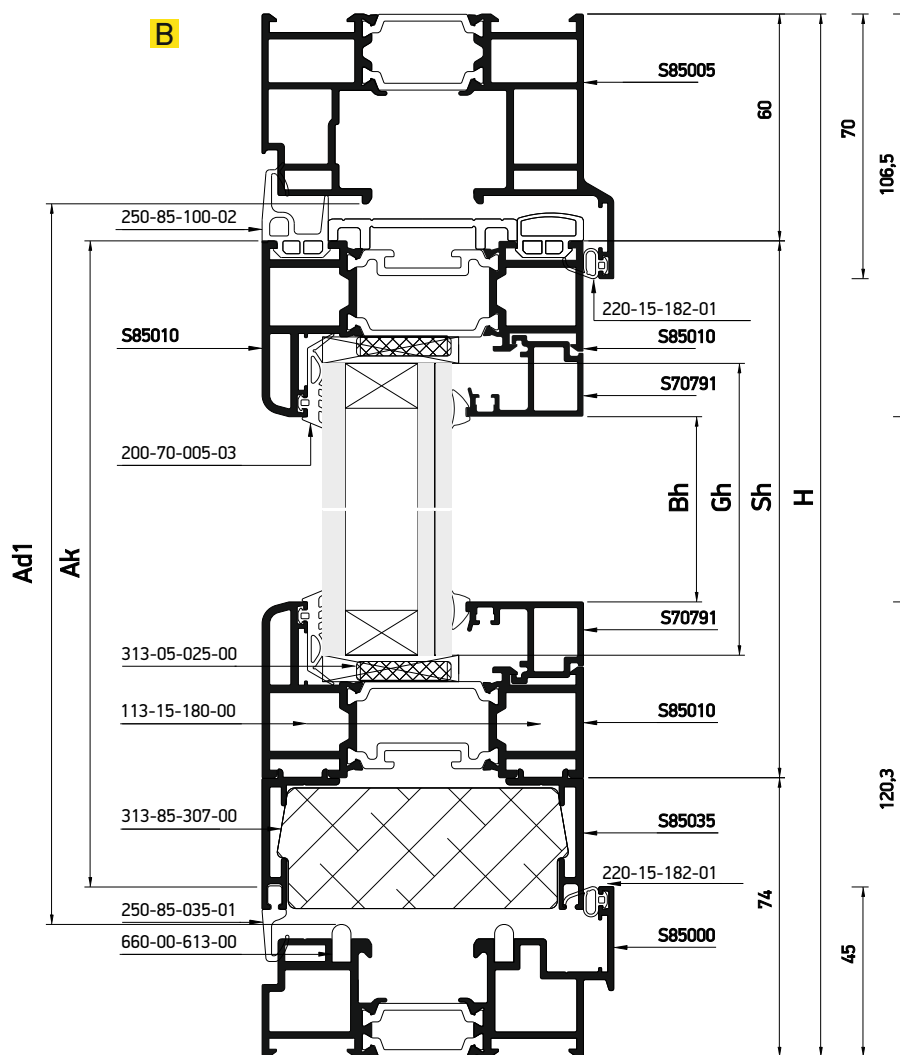 B
S85005
60
70
106,5
250-85-100-02
220-15-182-01
S85010
S85010
S70791
200-70-005-03
Ad1
Ak
Bh
Gh
Sh
H
S70791
313-05-025-00
113-15-180-00
S85010
120,3
313-85-307-00
S85035
220-15-182-01
74
250-85-035-01
660-00-613-00
S85000
45